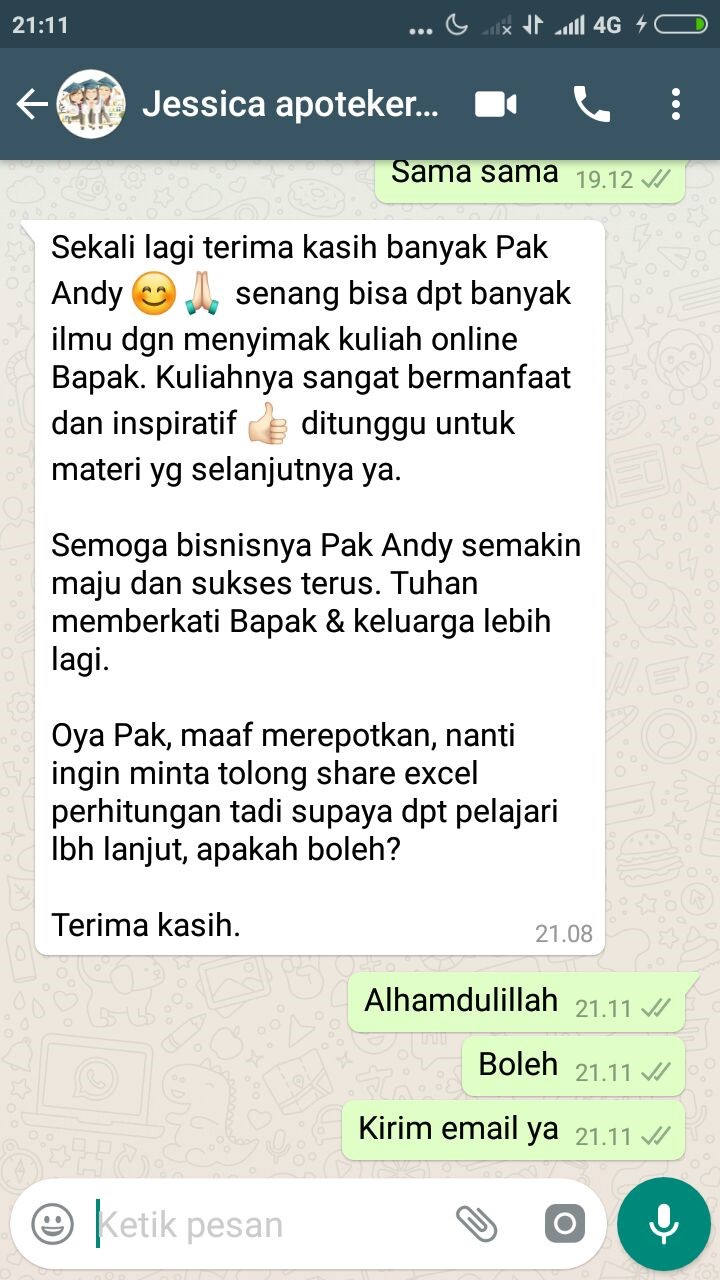 21:11
... 4G
Jessica apoteker...
Sama sama 19.12
Sekali lagi terima kasih banyak Pak
Andy 😊🙏🏻 senang bisa dpt banyak
ilmu dgn menyimak kuliah online
Bapak. Kuliahnya sangat bermanfaat
dan inspiratif 👍🏻 ditunggu untuk
materi yg selanjutnya ya.
Semoga bisnisnya Pak Andy semakin
maju dan sukses terus. Tuhan
memberkati Bapak & keluarga lebih
lagi.
Oya Pak, maaf merepotkan, nanti
ingin minta tolong share excel
perhitungan tadi supaya dpt pelajari
lbh lanjut, apakah boleh?
Terima kasih. 21.08
Alhamdulillah 21.11
Boleh 21.11
Kirim email ya 21.11
Ketik pesan